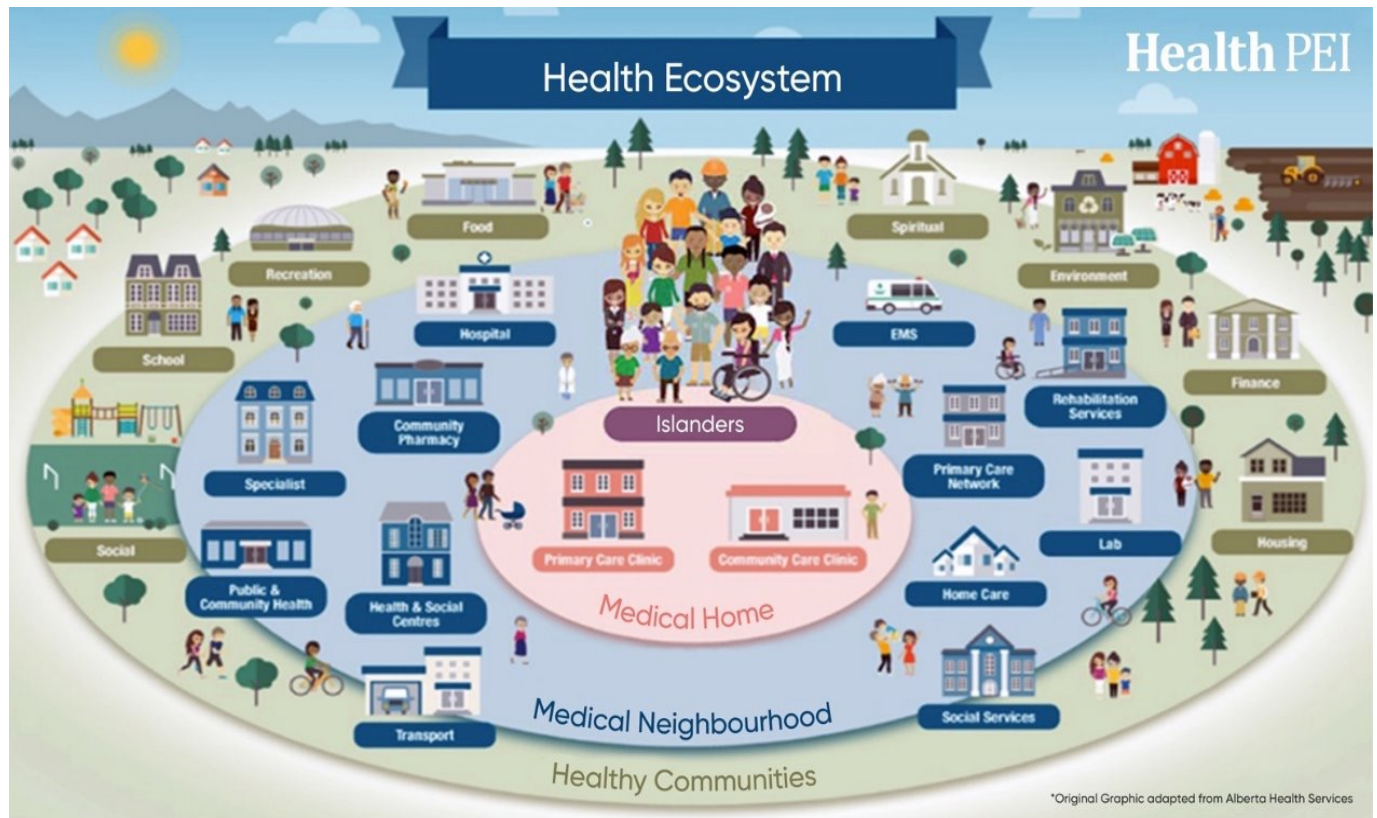 Health Ecosystem
Health PEI
Food
Spiritual
Recreation
Environment
School
Hospital
EMS
Finance
Community
Pharmacy
Rehabilitation
Services
Islanders
Specialist
Primary Care
Network
Social
Lab
Housing
Primary Care Clinic
Community Care Clinic
Public &
Community Health
Health & Social
Centres
Home Care
Medical Home
Transport
Social Services
Medical Neighbourhood
Healthy Communities
*Original Graphic adapted from Alberta Health Services